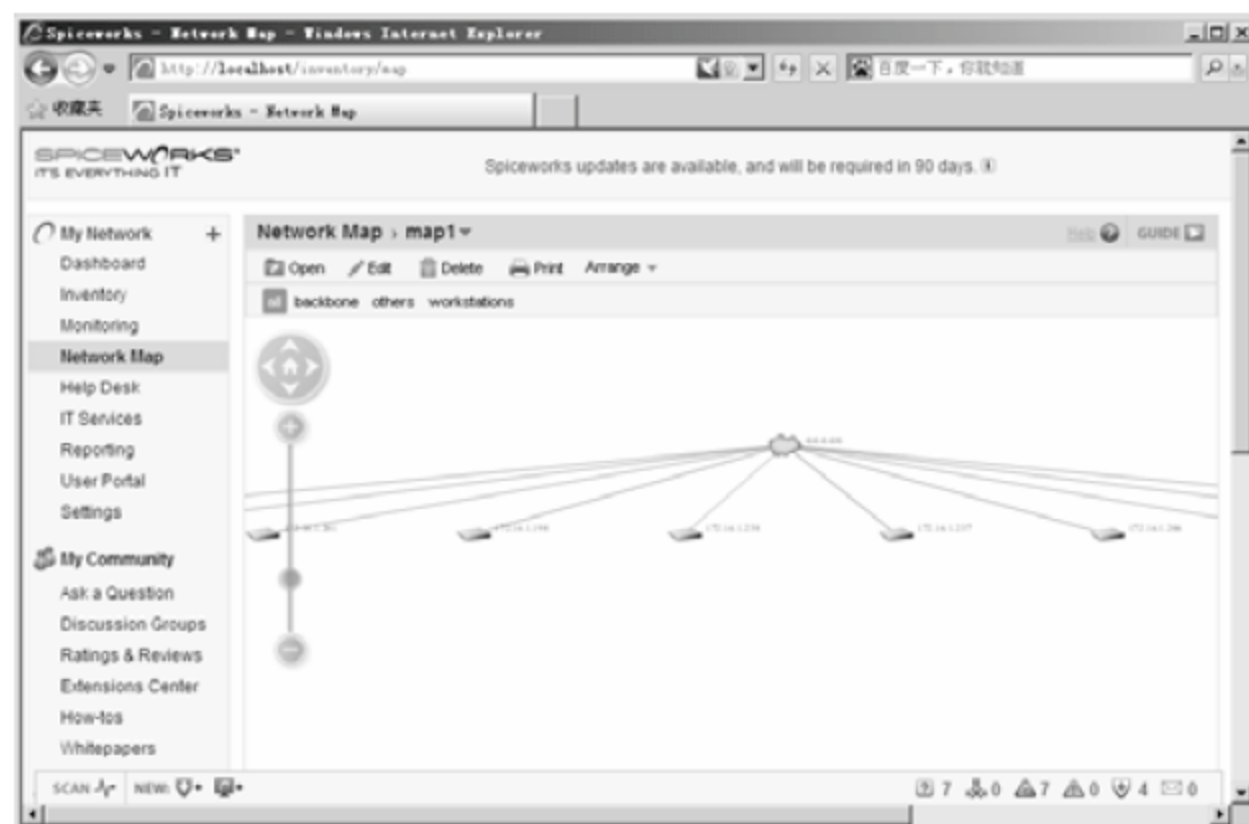 Spiceworks - Network Map - Windows Internet Explorer
http://localhost/inventory/map
百度一下，你就知道
收藏夹
Spiceworks - Network Map
SPICEWORKS
IT'S EVERYTHING IT
Spiceworks updates are available, and will be required in 90 days.
My Network
Dashboard
Inventory
Monitoring
Network Map
Help Desk
IT Services
Reporting
User Portal
Settings
My Community
Ask a Question
Discussion Groups
Ratings & Reviews
Extensions Center
How-tos
Whitepapers
Network Map › map1
Help GUIDE
Open Edit Delete Print Arrange
all backbone others workstations
SCAN NEW:
7 0 7 0 4 0